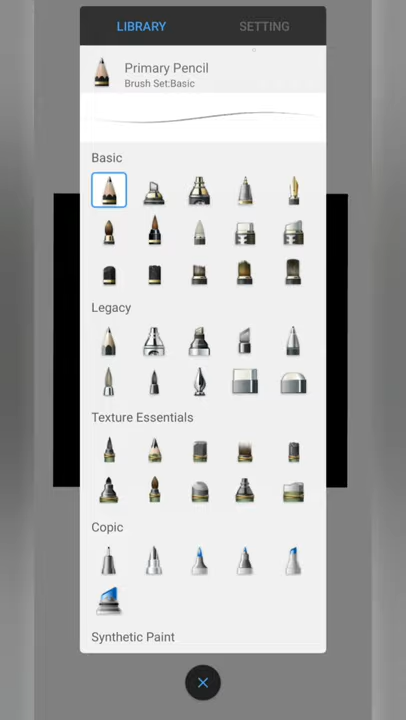 LIBRARY SETTING
Primary Pencil
Brush Set:Basic
Basic
Legacy
Texture Essentials
Copic
Synthetic Paint